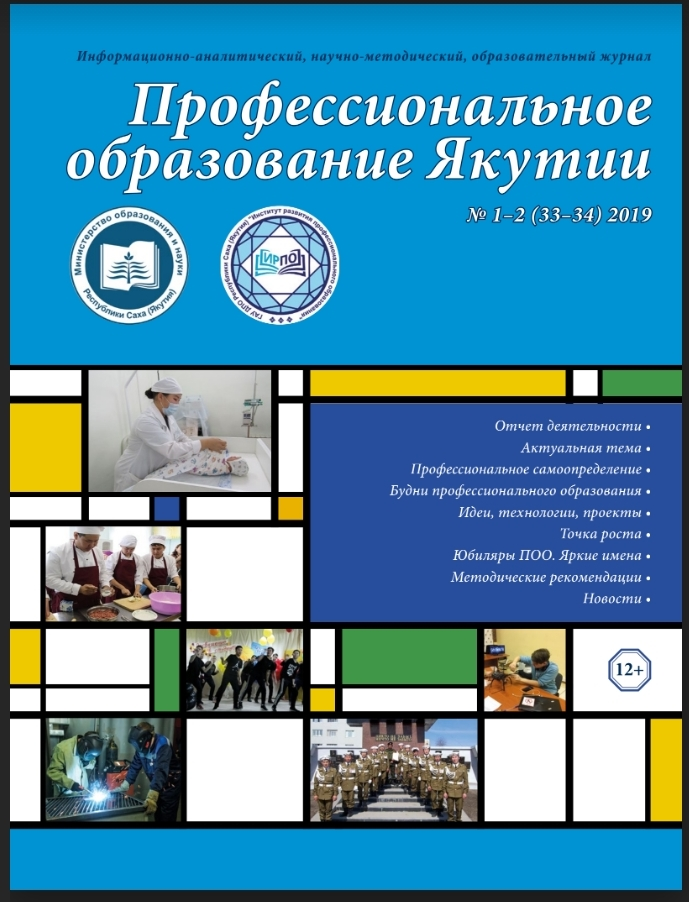 Информационно-аналитический, научно-методический, образовательный журнал
Профессиональное
образование Якутии
№ 1–2 (33–34) 2019
Министерство образования и науки
Республики Саха (Якутия)
ГАУ ДПО Республики Саха (Якутия) "Институт развития профессионального образования"
ИРПО
Отчет деятельности •
Актуальная тема •
Профессиональное самоопределение •
Будни профессионального образования •
Идеи, технологии, проекты •
Точка роста •
Юбиляры ПОО. Яркие имена •
Методические рекомендации •
Новости •
12+